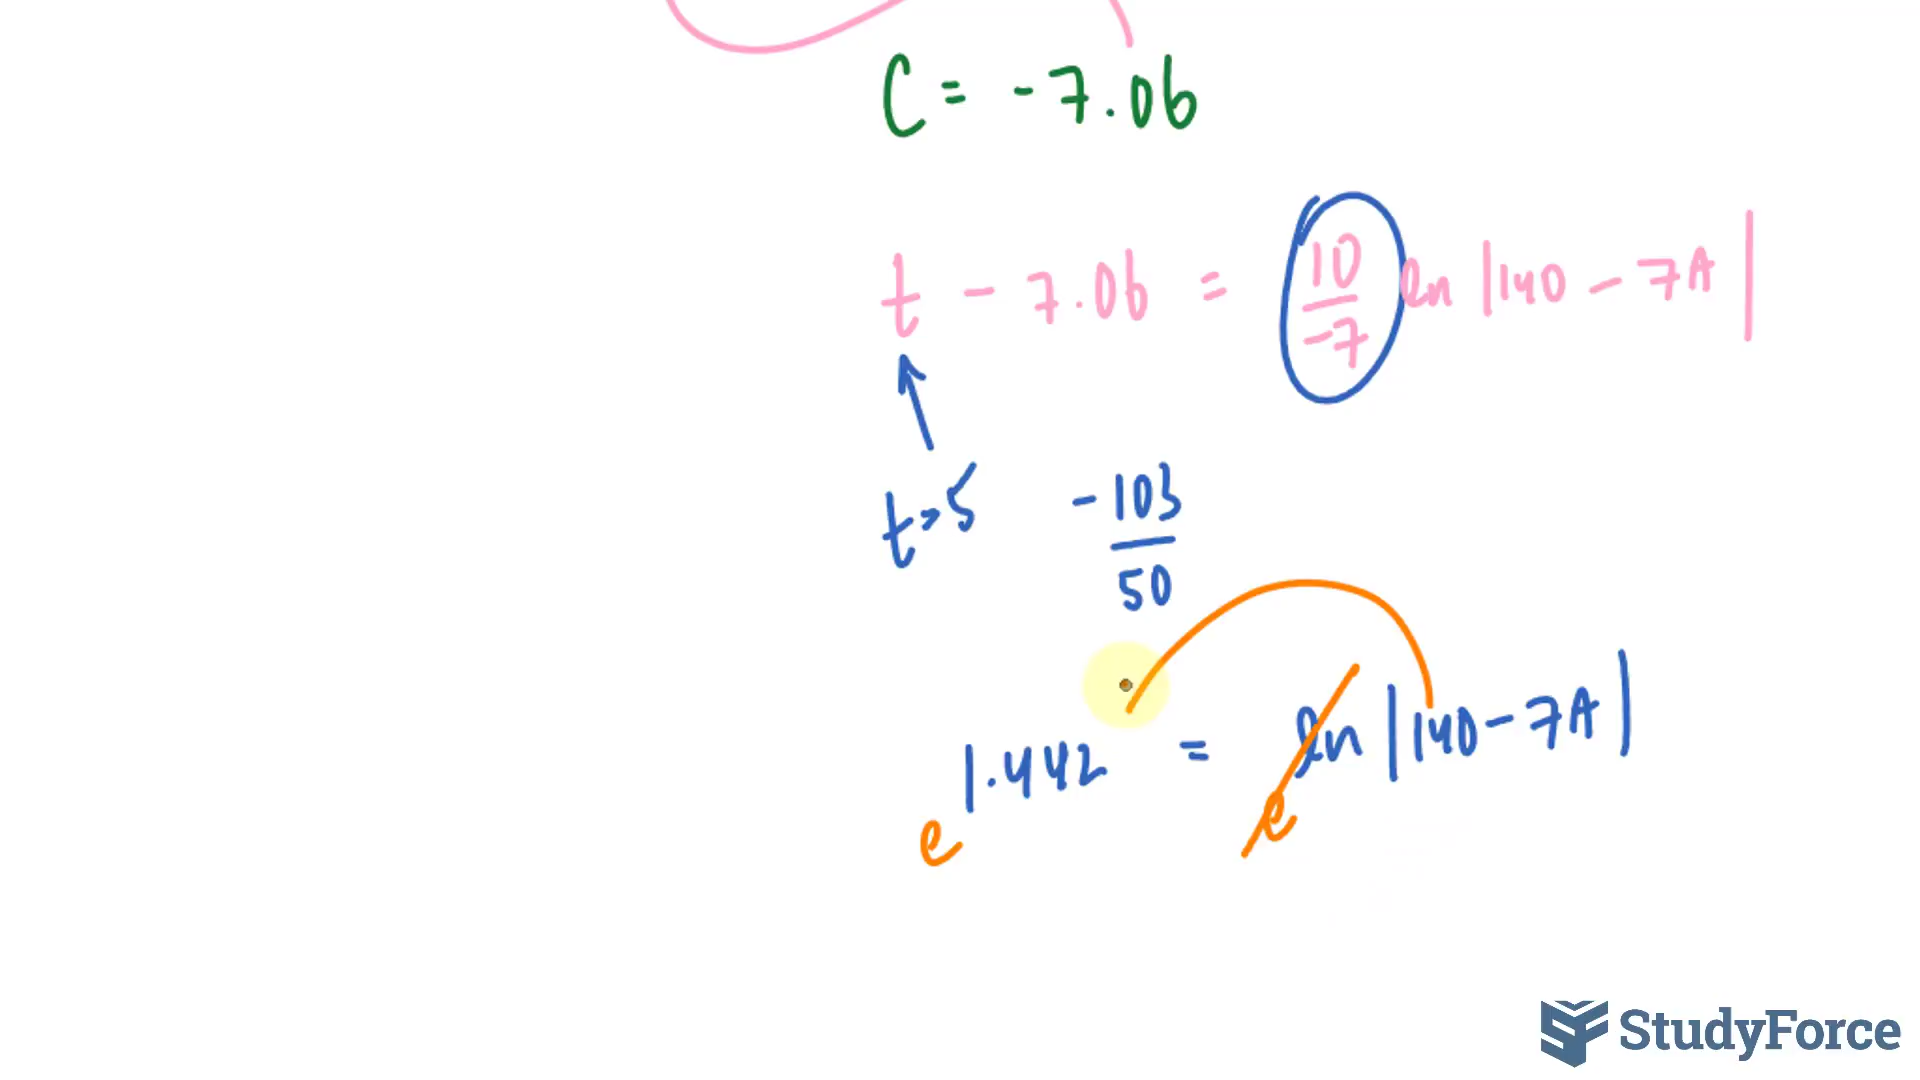 C = -7.06
t - 7.06 = 10/-7 ln |140 - 7A|
t = 5   -103/50
e^1.442 = e^ln |140 - 7A|
StudyForce